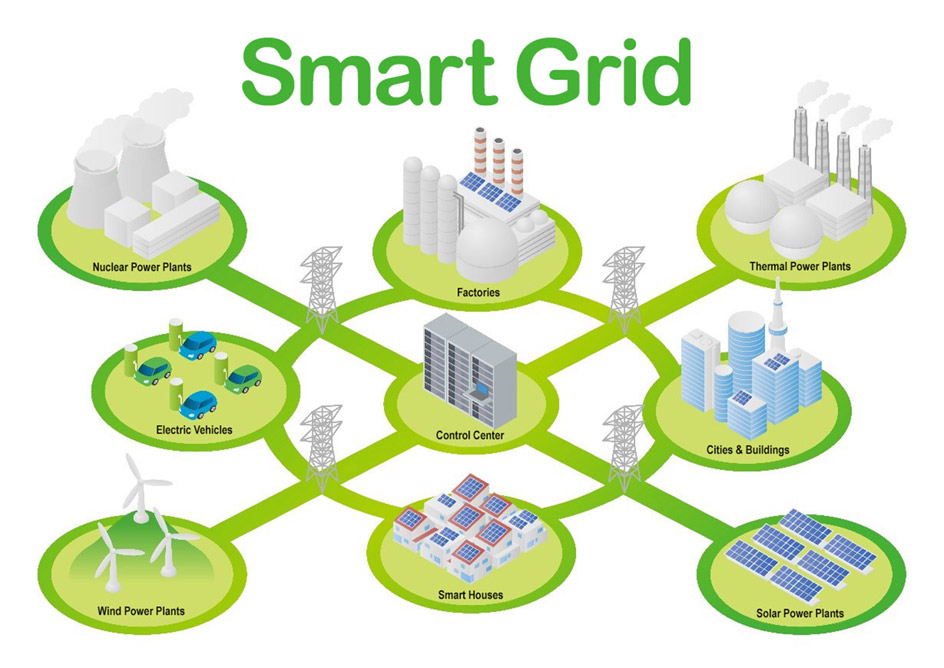 Smart Grid
Nuclear Power Plants
Factories
Thermal Power Plants
Electric Vehicles
Control Center
Cities & Buildings
Wind Power Plants
Smart Houses
Solar Power Plants